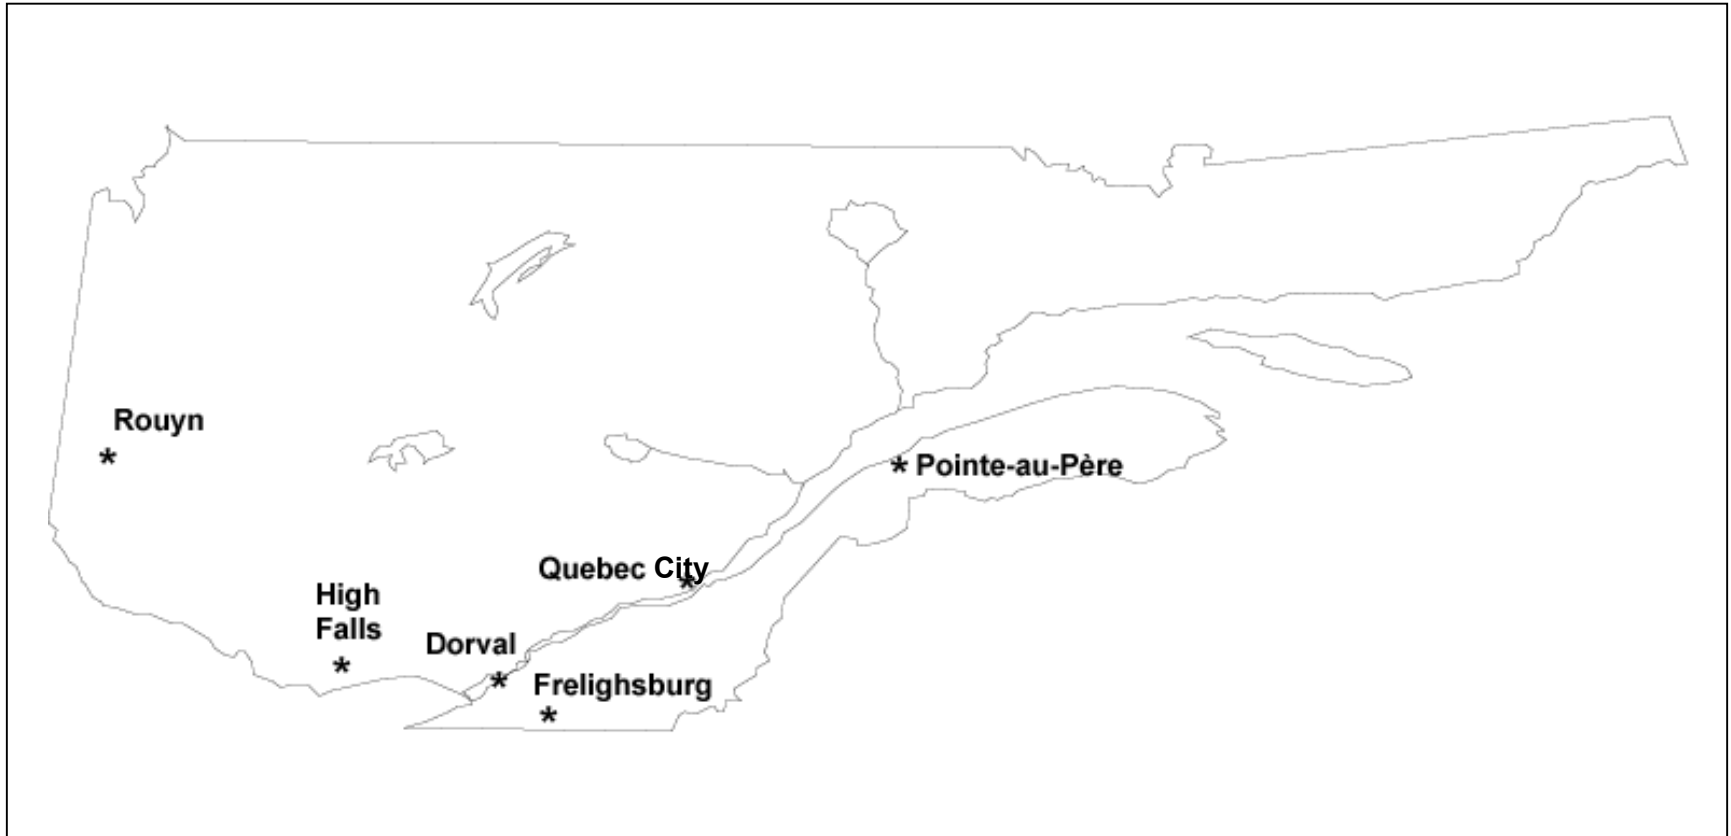 Rouyn
*
* Pointe-au-Père
Quebec City
*
High
Falls
*
Dorval
*
Frelighsburg
*